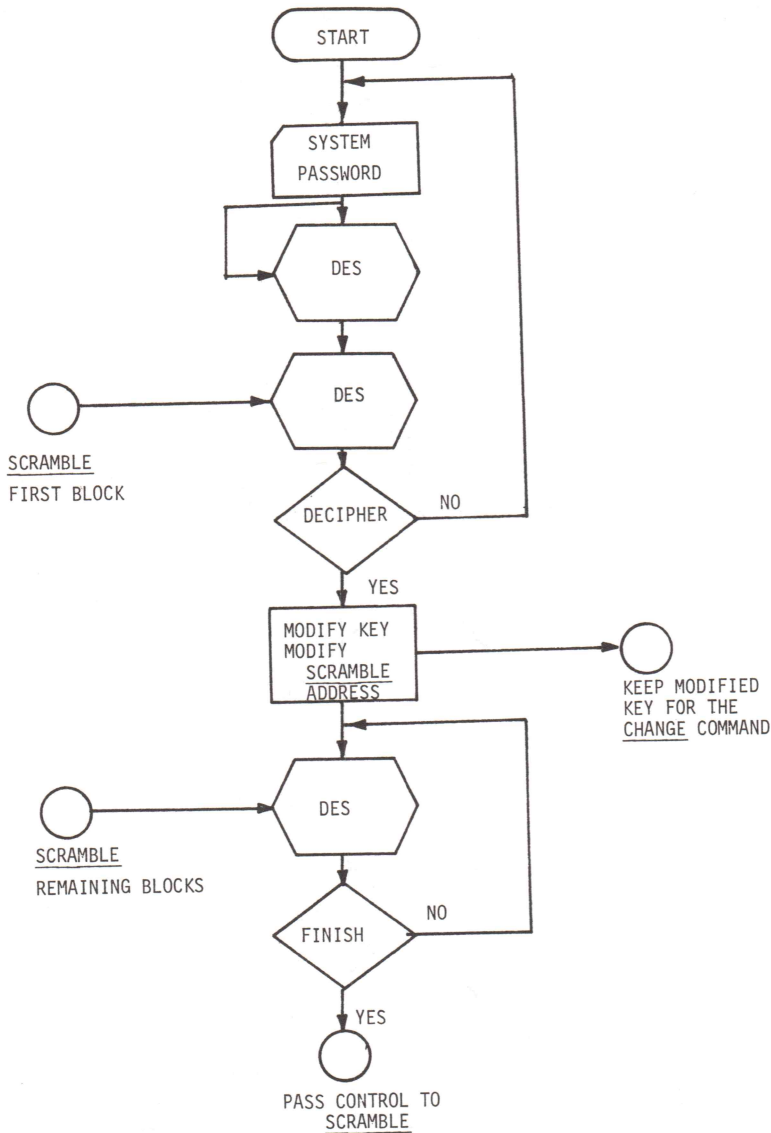 START
SYSTEM
PASSWORD
DES
DES
SCRAMBLE
FIRST BLOCK
DECIPHER
NO
YES
MODIFY KEY
MODIFY
SCRAMBLE
ADDRESS
KEEP MODIFIED
KEY FOR THE
CHANGE COMMAND
DES
SCRAMBLE
REMAINING BLOCKS
FINISH
NO
YES
PASS CONTROL TO
SCRAMBLE